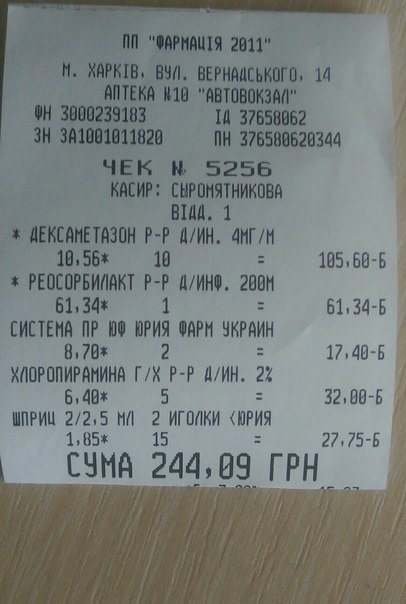 ПП "ФАРМАЦІЯ 2011"
М. ХАРКІВ, ВУЛ. ВЕРНАДСЬКОГО, 14
АПТЕКА №10 "АВТОВОКЗАЛ"
ФН 3000239183 ІД 37658062
ЗН ЗА1001011820 ПН 376580620344
ЧЕК № 5256
КАСИР: СЫРОМЯТНИКОВА
ВІДД. 1
* ДЕКСАМЕТАЗОН Р-Р Д/ИН. 4МГ/М
10,56* 10 = 105,60-Б
* РЕОСОРБИЛАКТ Р-Р Д/ИНФ. 200М
61,34* 1 = 61,34-Б
СИСТЕМА ПР ЮФ ЮРИЯ ФАРМ УКРАИН
8,70* 2 = 17,40-Б
ХЛОРОПИРАМИНА Г/Х Р-Р Д/ИН. 2%
6,40* 5 = 32,00-Б
ШПРИЦ 2/2,5 МЛ 2 ИГОЛКИ <ЮРИЯ
1,85* 15 = 27,75-Б
СУМА 244,09 ГРН